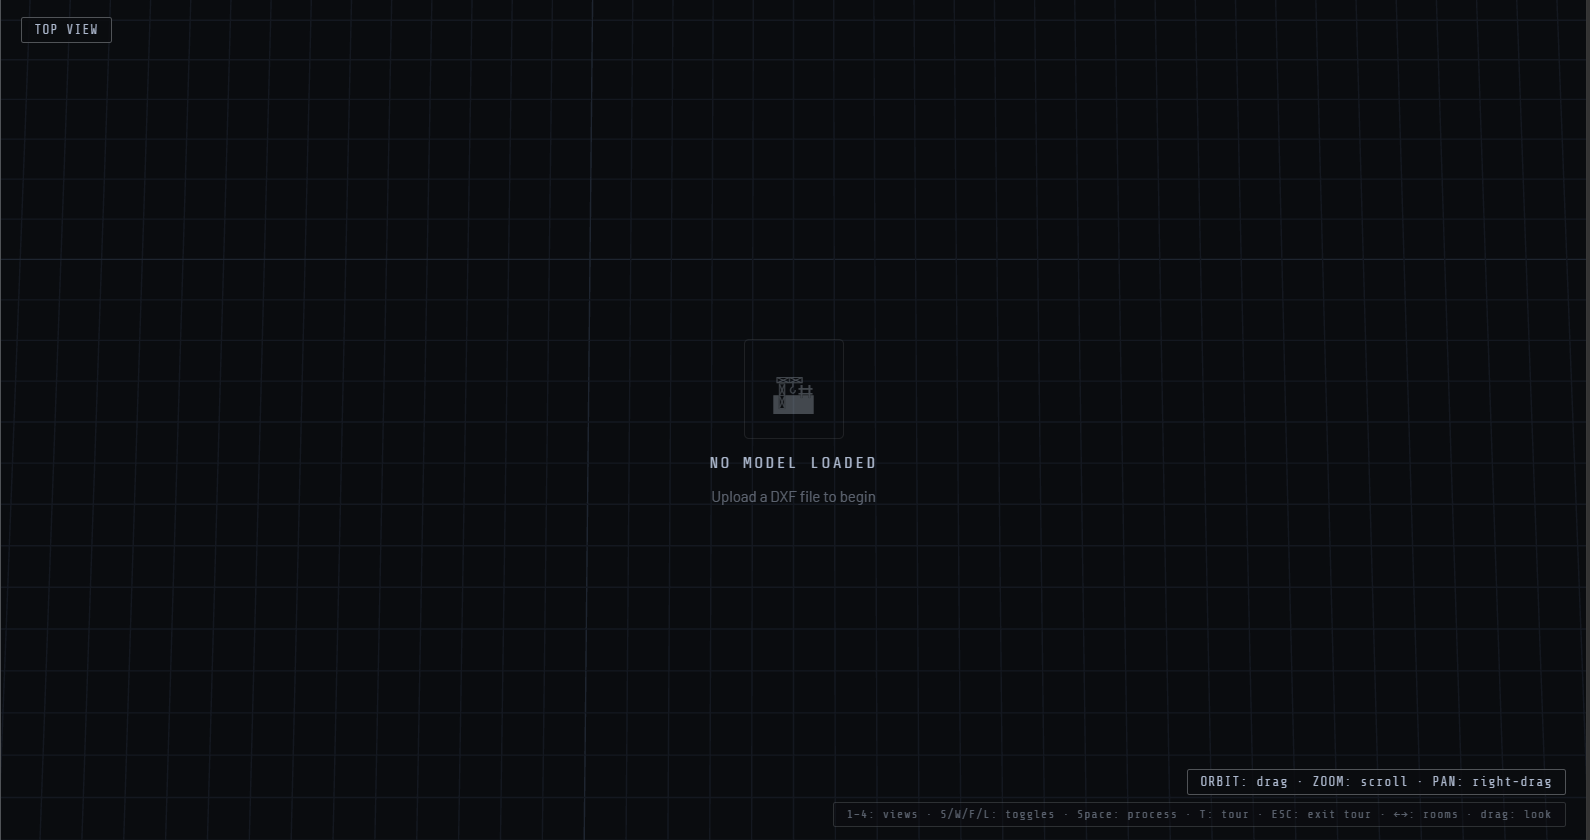 TOP VIEW
NO MODEL LOADED
Upload a DXF file to begin
ORBIT: drag · ZOOM: scroll · PAN: right-drag
1-4: views · S/W/F/L: toggles · Space: process · T: tour · ESC: exit tour · ←→: rooms · drag: look